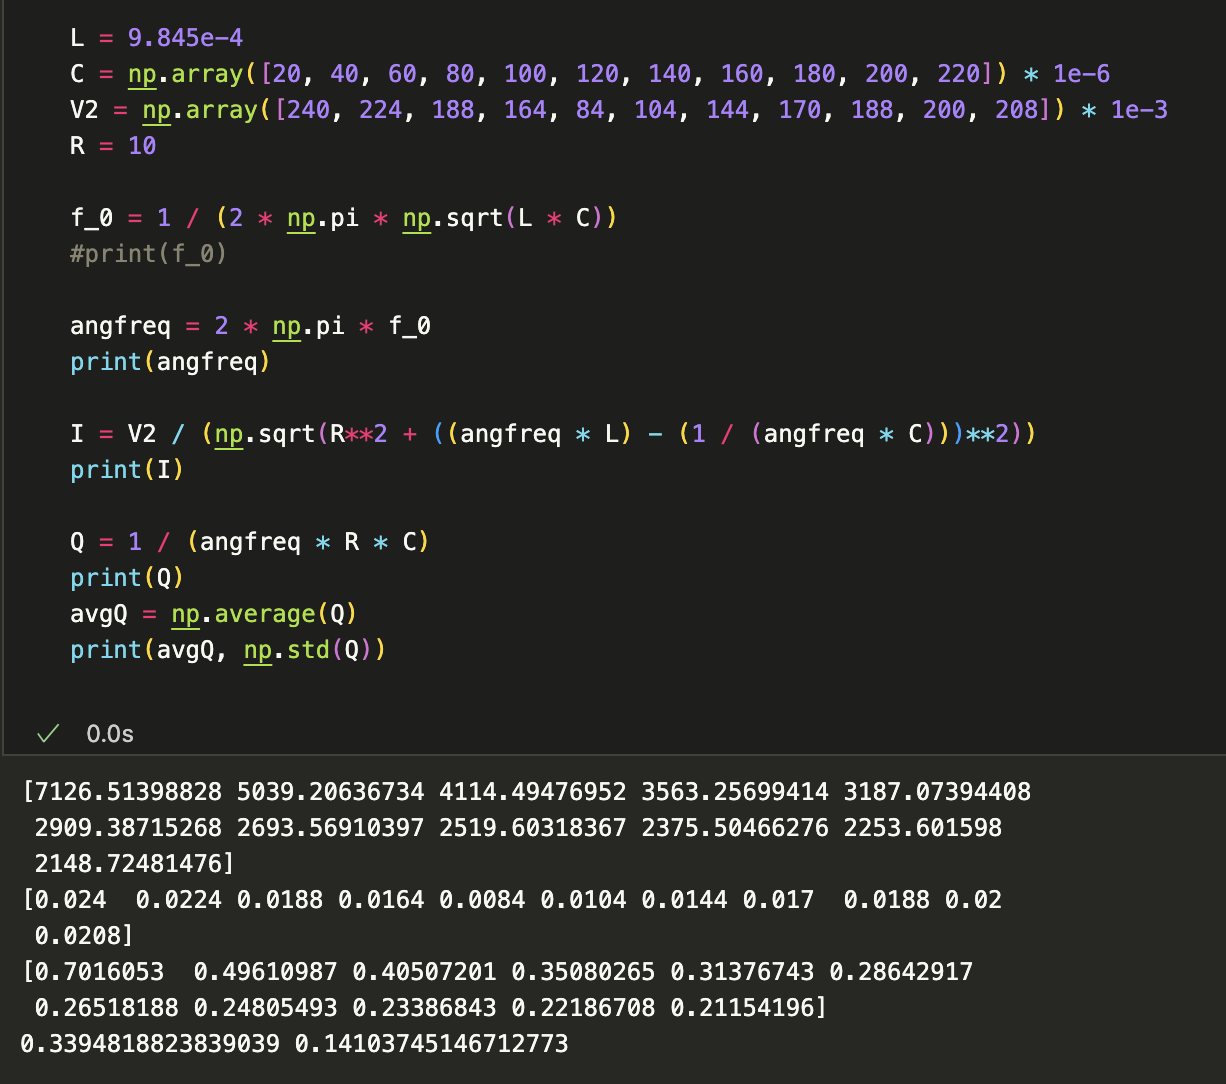 L = 9.845e-4
C = np.array([20, 40, 60, 80, 100, 120, 140, 160, 180, 200, 220]) * 1e-6
V2 = np.array([240, 224, 188, 164, 84, 104, 144, 170, 188, 200, 208]) * 1e-3
R = 10
f_0 = 1 / (2 * np.pi * np.sqrt(L * C))
#print(f_0)
angfreq = 2 * np.pi * f_0
print(angfreq)
I = V2 / (np.sqrt(R**2 + ((angfreq * L) - (1 / (angfreq * C)))**2))
print(I)
Q = 1 / (angfreq * R * C)
print(Q)
avgQ = np.average(Q)
print(avgQ, np.std(Q))
0.0s
[7126.51398828 5039.20636734 4114.49476952 3563.25699414 3187.07394408
2909.38715268 2693.56910397 2519.60318367 2375.50466276 2253.601598
2148.72481476]
[0.024  0.0224 0.0188 0.0164 0.0084 0.0104 0.0144 0.017  0.0188 0.02
0.0208]
[0.7016053  0.49610987 0.40507201 0.35080265 0.31376743 0.28642917
0.26518188 0.24805493 0.23386843 0.22186708 0.21154196]
0.3394818823839039 0.14103745146712773